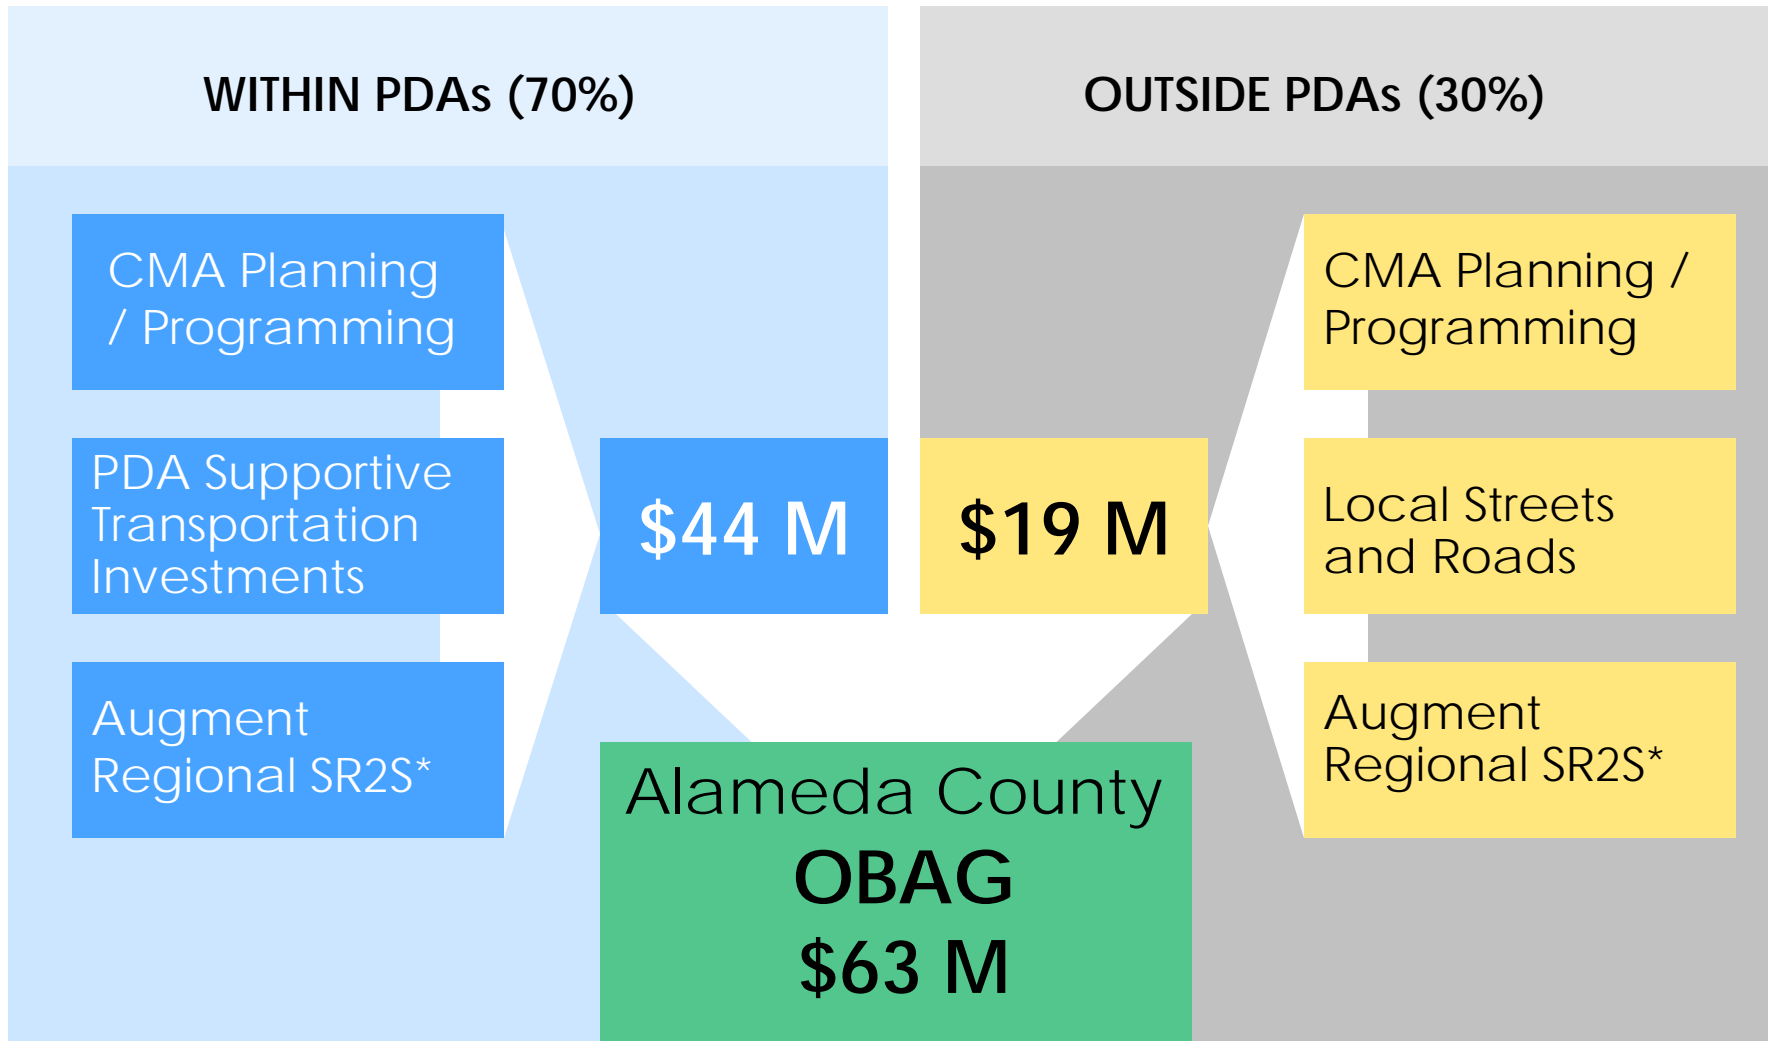 WITHIN PDAs (70%)
CMA Planning
/ Programming
PDA Supportive
Transportation
Investments
Augment
Regional SR2S*
$44 M
OUTSIDE PDAs (30%)
$19 M
CMA Planning /
Programming
Local Streets
and Roads
Augment
Regional SR2S*
Alameda County
OBAG
$63 M